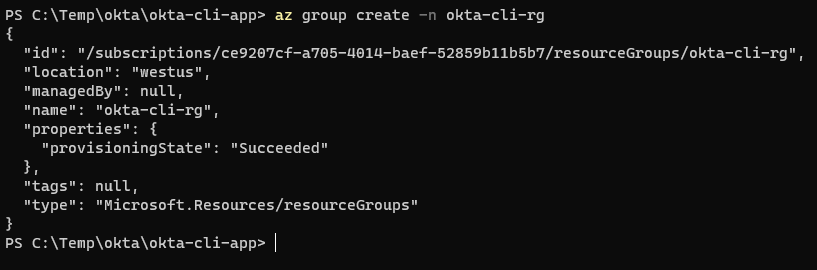 PS C:\Temp\okta\okta-cli-app> az group create -n okta-cli-rg
{
  "id": "/subscriptions/ce9207cf-a705-4014-baef-52859b11b5b7/resourceGroups/okta-cli-rg",
  "location": "westus",
  "managedBy": null,
  "name": "okta-cli-rg",
  "properties": {
    "provisioningState": "Succeeded"
  },
  "tags": null,
  "type": "Microsoft.Resources/resourceGroups"
}
PS C:\Temp\okta\okta-cli-app>